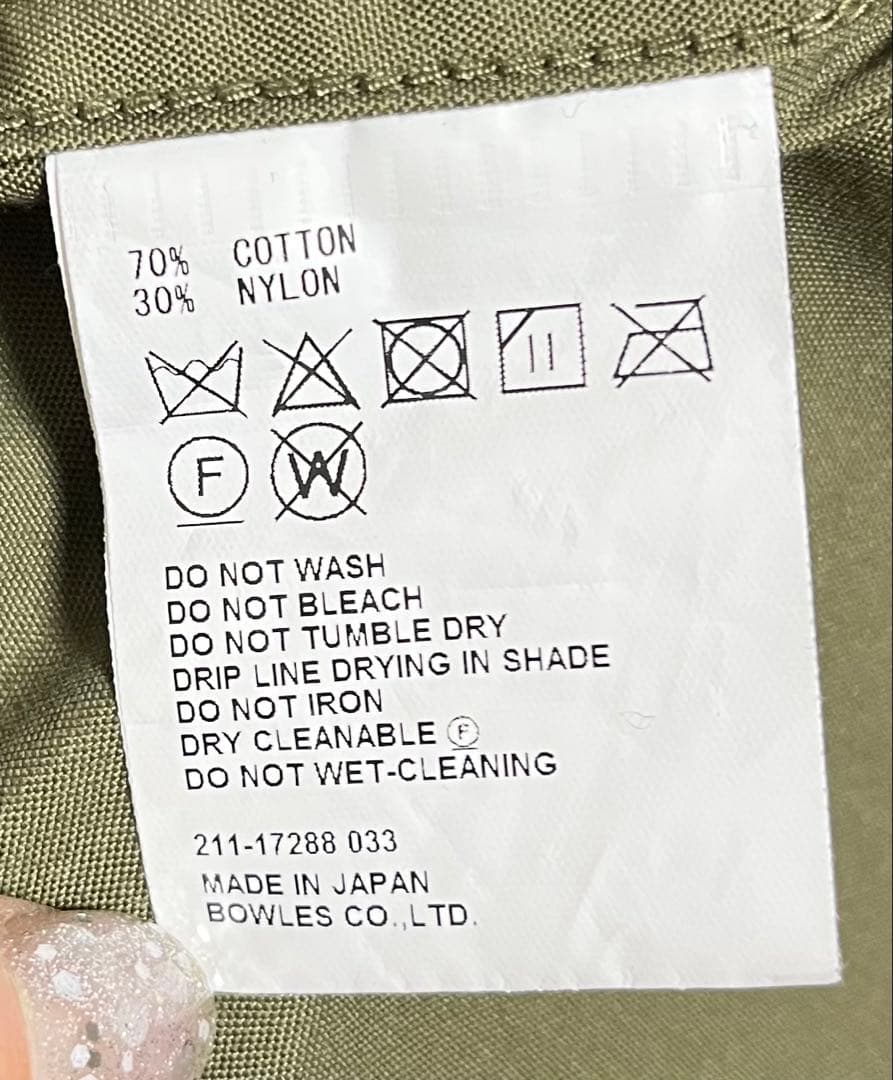 70% COTTON
30% NYLON
F W
DO NOT WASH
DO NOT BLEACH
DO NOT TUMBLE DRY
DRIP LINE DRYING IN SHADE
DO NOT IRON
DRY CLEANABLE Ⓕ
DO NOT WET-CLEANING
211-17288 033
MADE IN JAPAN
BOWLES CO.,LTD.